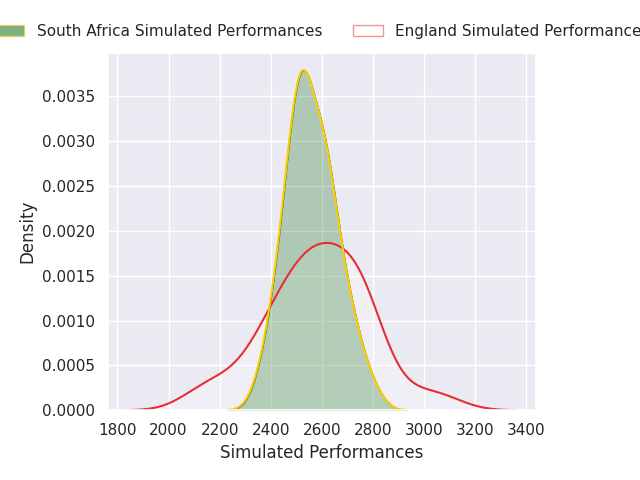 South Africa Simulated Performances
England Simulated Performance
0.0035
0.0030
0.0025
0.0020
0.0015
0.0010
0.0005
0.0000
Density
1800 2000 2200 2400 2600 2800 3000 3200 3400
Simulated Performances